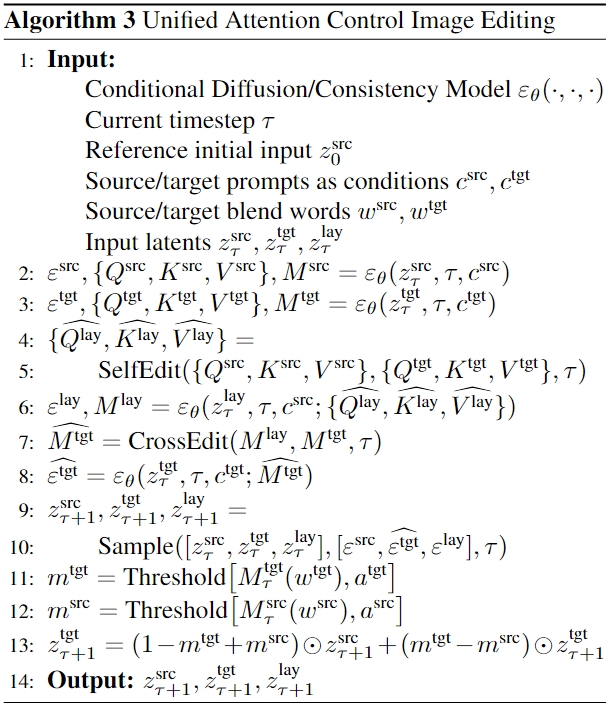 Algorithm 3 Unified Attention Control Image Editing
1: Input:
Conditional Diffusion/Consistency Model $\varepsilon_\theta(\cdot, \cdot, \cdot)$
Current timestep $\tau$
Reference initial input $z_0^{\text{src}}$
Source/target prompts as conditions $c^{\text{src}}, c^{\text{tgt}}$
Source/target blend words $w^{\text{src}}, w^{\text{tgt}}$
Input latents $z_\tau^{\text{src}}, z_\tau^{\text{tgt}}, z_\tau^{\text{lay}}$
2: $\varepsilon^{\text{src}}, \{Q^{\text{src}}, K^{\text{src}}, V^{\text{src}}\}, M^{\text{src}} = \varepsilon_\theta(z_\tau^{\text{src}}, \tau, c^{\text{src}})$
3: $\varepsilon^{\text{tgt}}, \{Q^{\text{tgt}}, K^{\text{tgt}}, V^{\text{tgt}}\}, M^{\text{tgt}} = \varepsilon_\theta(z_\tau^{\text{tgt}}, \tau, c^{\text{tgt}})$
4: $\{\widehat{Q^{\text{lay}}}, \widehat{K^{\text{lay}}}, \widehat{V^{\text{lay}}}\} =$
5: $\text{SelfEdit}(\{Q^{\text{src}}, K^{\text{src}}, V^{\text{src}}\}, \{Q^{\text{tgt}}, K^{\text{tgt}}, V^{\text{tgt}}\}, \tau)$
6: $\varepsilon^{\text{lay}}, M^{\text{lay}} = \varepsilon_\theta(z_\tau^{\text{lay}}, \tau, c^{\text{src}}; \{\widehat{Q^{\text{lay}}}, \widehat{K^{\text{lay}}}, \widehat{V^{\text{lay}}}\})$
7: $\widehat{M^{\text{tgt}}} = \text{CrossEdit}(M^{\text{lay}}, M^{\text{tgt}}, \tau)$
8: $\widehat{\varepsilon^{\text{tgt}}} = \varepsilon_\theta(z_\tau^{\text{tgt}}, \tau, c^{\text{tgt}}; \widehat{M^{\text{tgt}}})$
9: $z_{\tau+1}^{\text{src}}, z_{\tau+1}^{\text{tgt}}, z_{\tau+1}^{\text{lay}} =$
10: $\text{Sample}([z_\tau^{\text{src}}, z_\tau^{\text{tgt}}, z_\tau^{\text{lay}}], [\varepsilon^{\text{src}}, \widehat{\varepsilon^{\text{tgt}}}, \varepsilon^{\text{lay}}], \tau)$
11: $m^{\text{tgt}} = \text{Threshold}[M_\tau^{\text{tgt}}(w^{\text{tgt}}), a^{\text{tgt}}]$
12: $m^{\text{src}} = \text{Threshold}[M_\tau^{\text{src}}(w^{\text{src}}), a^{\text{src}}]$
13: $z_{\tau+1}^{\text{tgt}} = (1 - m^{\text{tgt}} + m^{\text{src}}) \odot z_{\tau+1}^{\text{src}} + (m^{\text{tgt}} - m^{\text{src}}) \odot z_{\tau+1}^{\text{tgt}}$
14: Output: $z_{\tau+1}^{\text{src}}, z_{\tau+1}^{\text{tgt}}, z_{\tau+1}^{\text{lay}}$